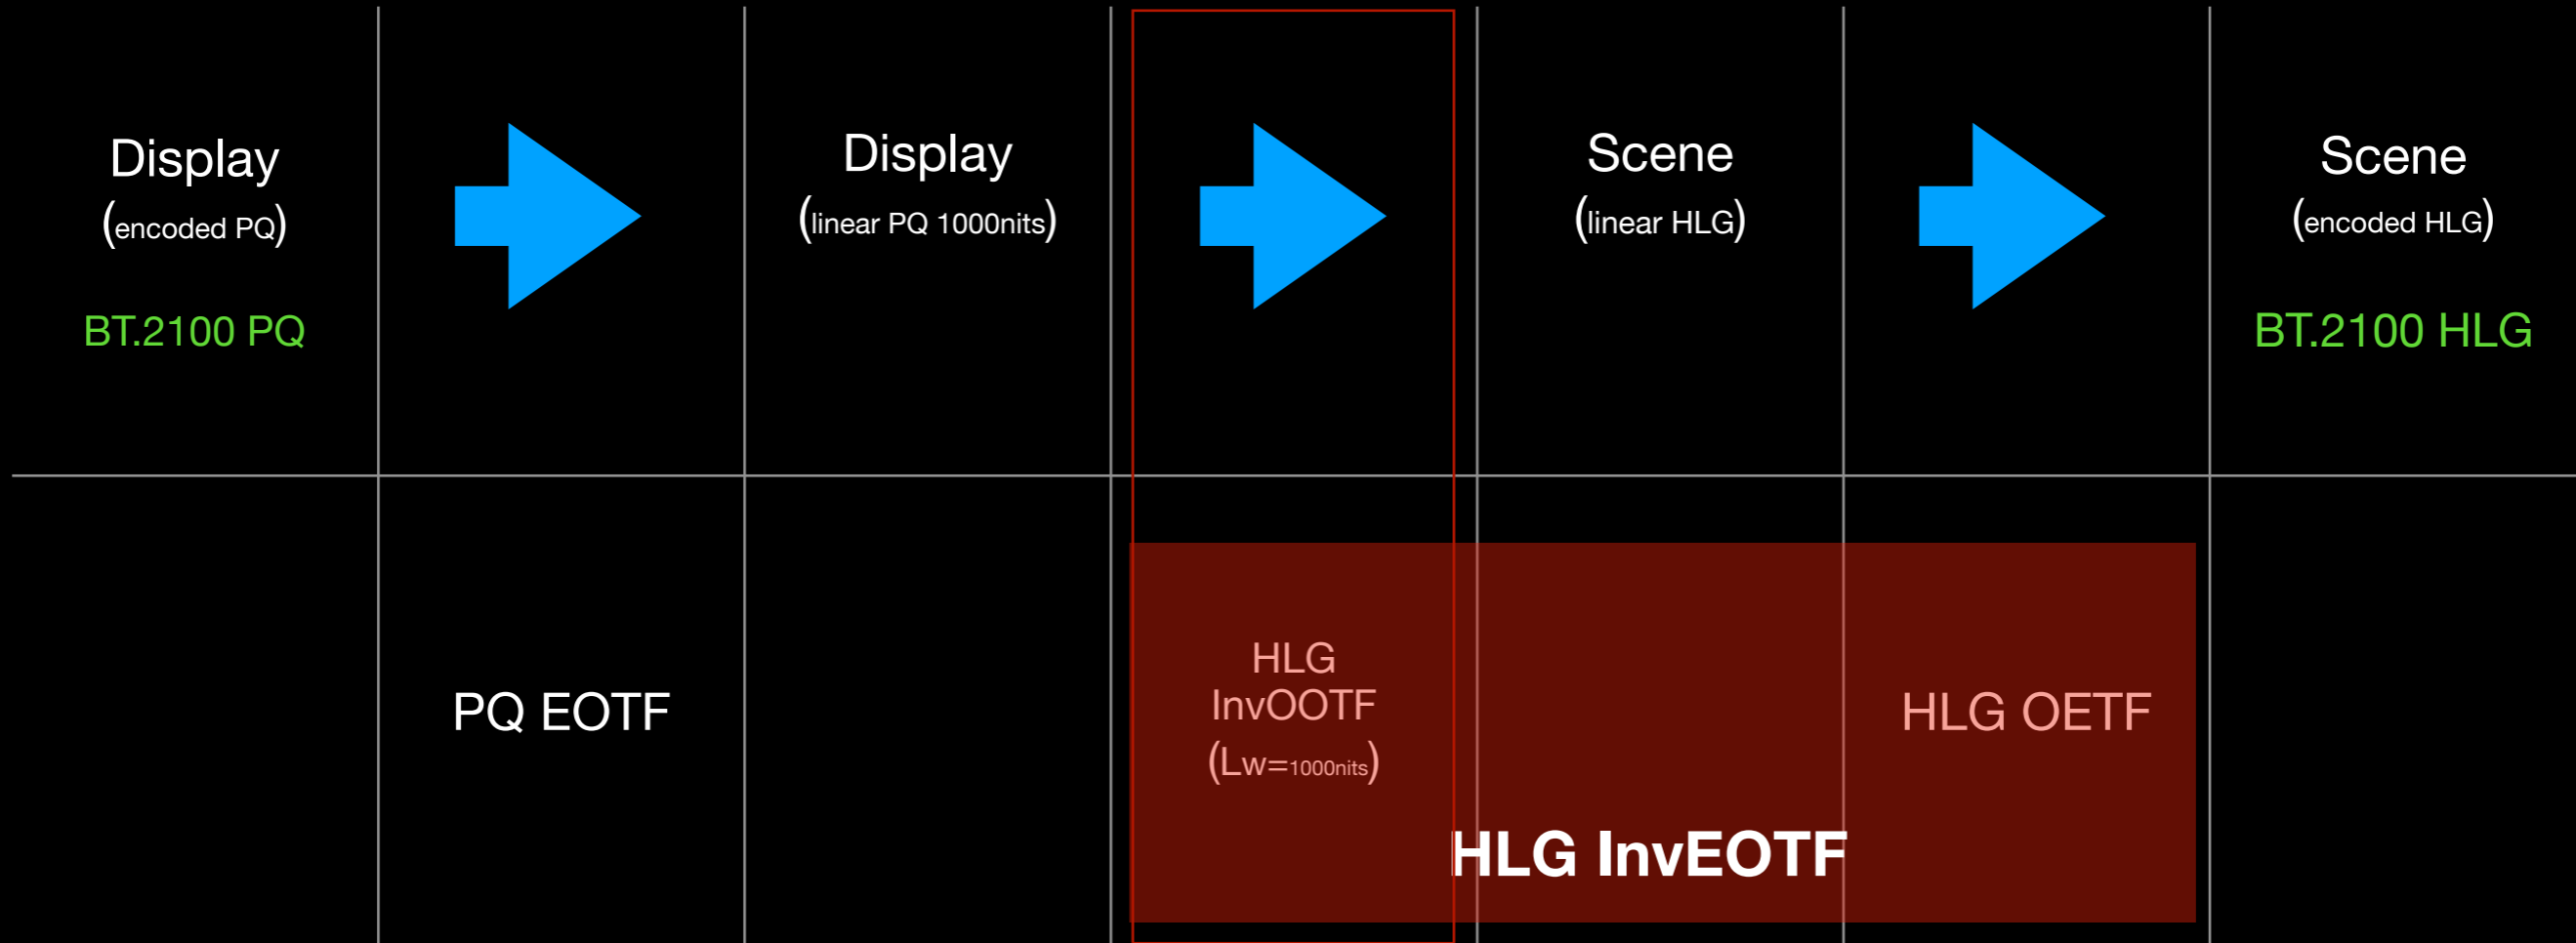 Display
(encoded PQ)
BT.2100 PQ
Display
(linear PQ 1000nits)
Scene
(linear HLG)
Scene
(encoded HLG)
BT.2100 HLG
PQ EOTF
HLG
InvOOTF
(Lw=1000nits)
HLG OETF
HLG InvEOTF